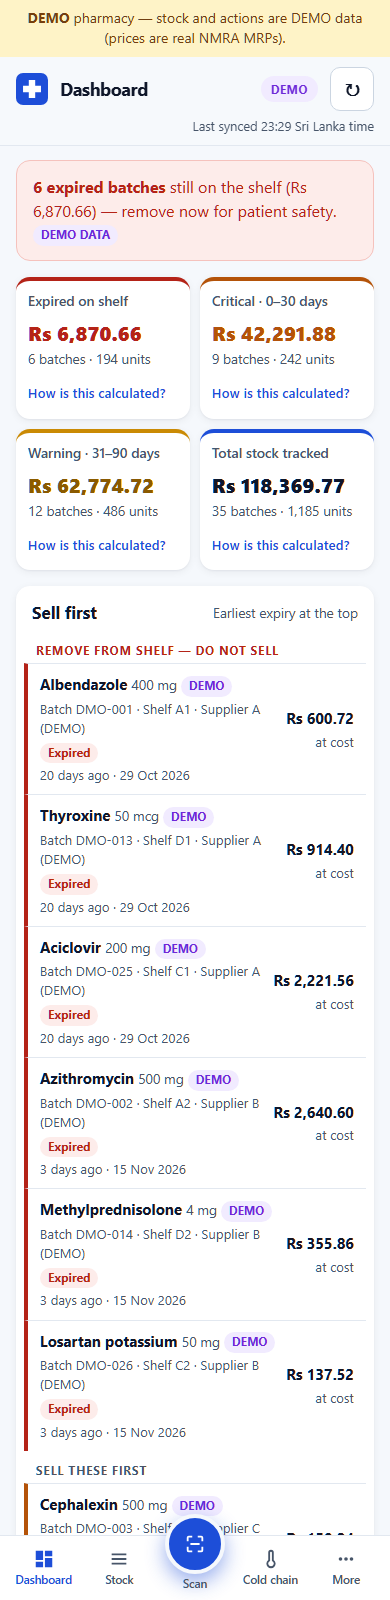 DEMO pharmacy — stock and actions are DEMO data
(prices are real NMRA MRPs).
Dashboard
DEMO
↻
Last synced 23:29 Sri Lanka time
6 expired batches still on the shelf (Rs
6,870.66) — remove now for patient safety.
DEMO DATA
Expired on shelf
Rs 6,870.66
6 batches · 194 units
How is this calculated?
Critical · 0–30 days
Rs 42,291.88
9 batches · 242 units
How is this calculated?
Warning · 31–90 days
Rs 62,774.72
12 batches · 486 units
How is this calculated?
Total stock tracked
Rs 118,369.77
35 batches · 1,185 units
How is this calculated?
Sell first
Earliest expiry at the top
REMOVE FROM SHELF — DO NOT SELL
Albendazole 400 mg DEMO
Batch DMO-001 · Shelf A1 · Supplier A
(DEMO)
Expired
20 days ago · 29 Oct 2026
Rs 600.72
at cost
Thyroxine 50 mcg DEMO
Batch DMO-013 · Shelf D1 · Supplier A
(DEMO)
Expired
20 days ago · 29 Oct 2026
Rs 914.40
at cost
Aciclovir 200 mg DEMO
Batch DMO-025 · Shelf C1 · Supplier A
(DEMO)
Expired
20 days ago · 29 Oct 2026
Rs 2,221.56
at cost
Azithromycin 500 mg DEMO
Batch DMO-002 · Shelf A2 · Supplier B
(DEMO)
Expired
3 days ago · 15 Nov 2026
Rs 2,640.60
at cost
Methylprednisolone 4 mg DEMO
Batch DMO-014 · Shelf D2 · Supplier B
(DEMO)
Expired
3 days ago · 15 Nov 2026
Rs 355.86
at cost
Losartan potassium 50 mg DEMO
Batch DMO-026 · Shelf C2 · Supplier B
(DEMO)
Expired
3 days ago · 15 Nov 2026
Rs 137.52
at cost
SELL THESE FIRST
Cephalexin 500 mg DEMO
Batch DMO-003 · Supplier C
Dashboard
Stock
Scan
Cold chain
More